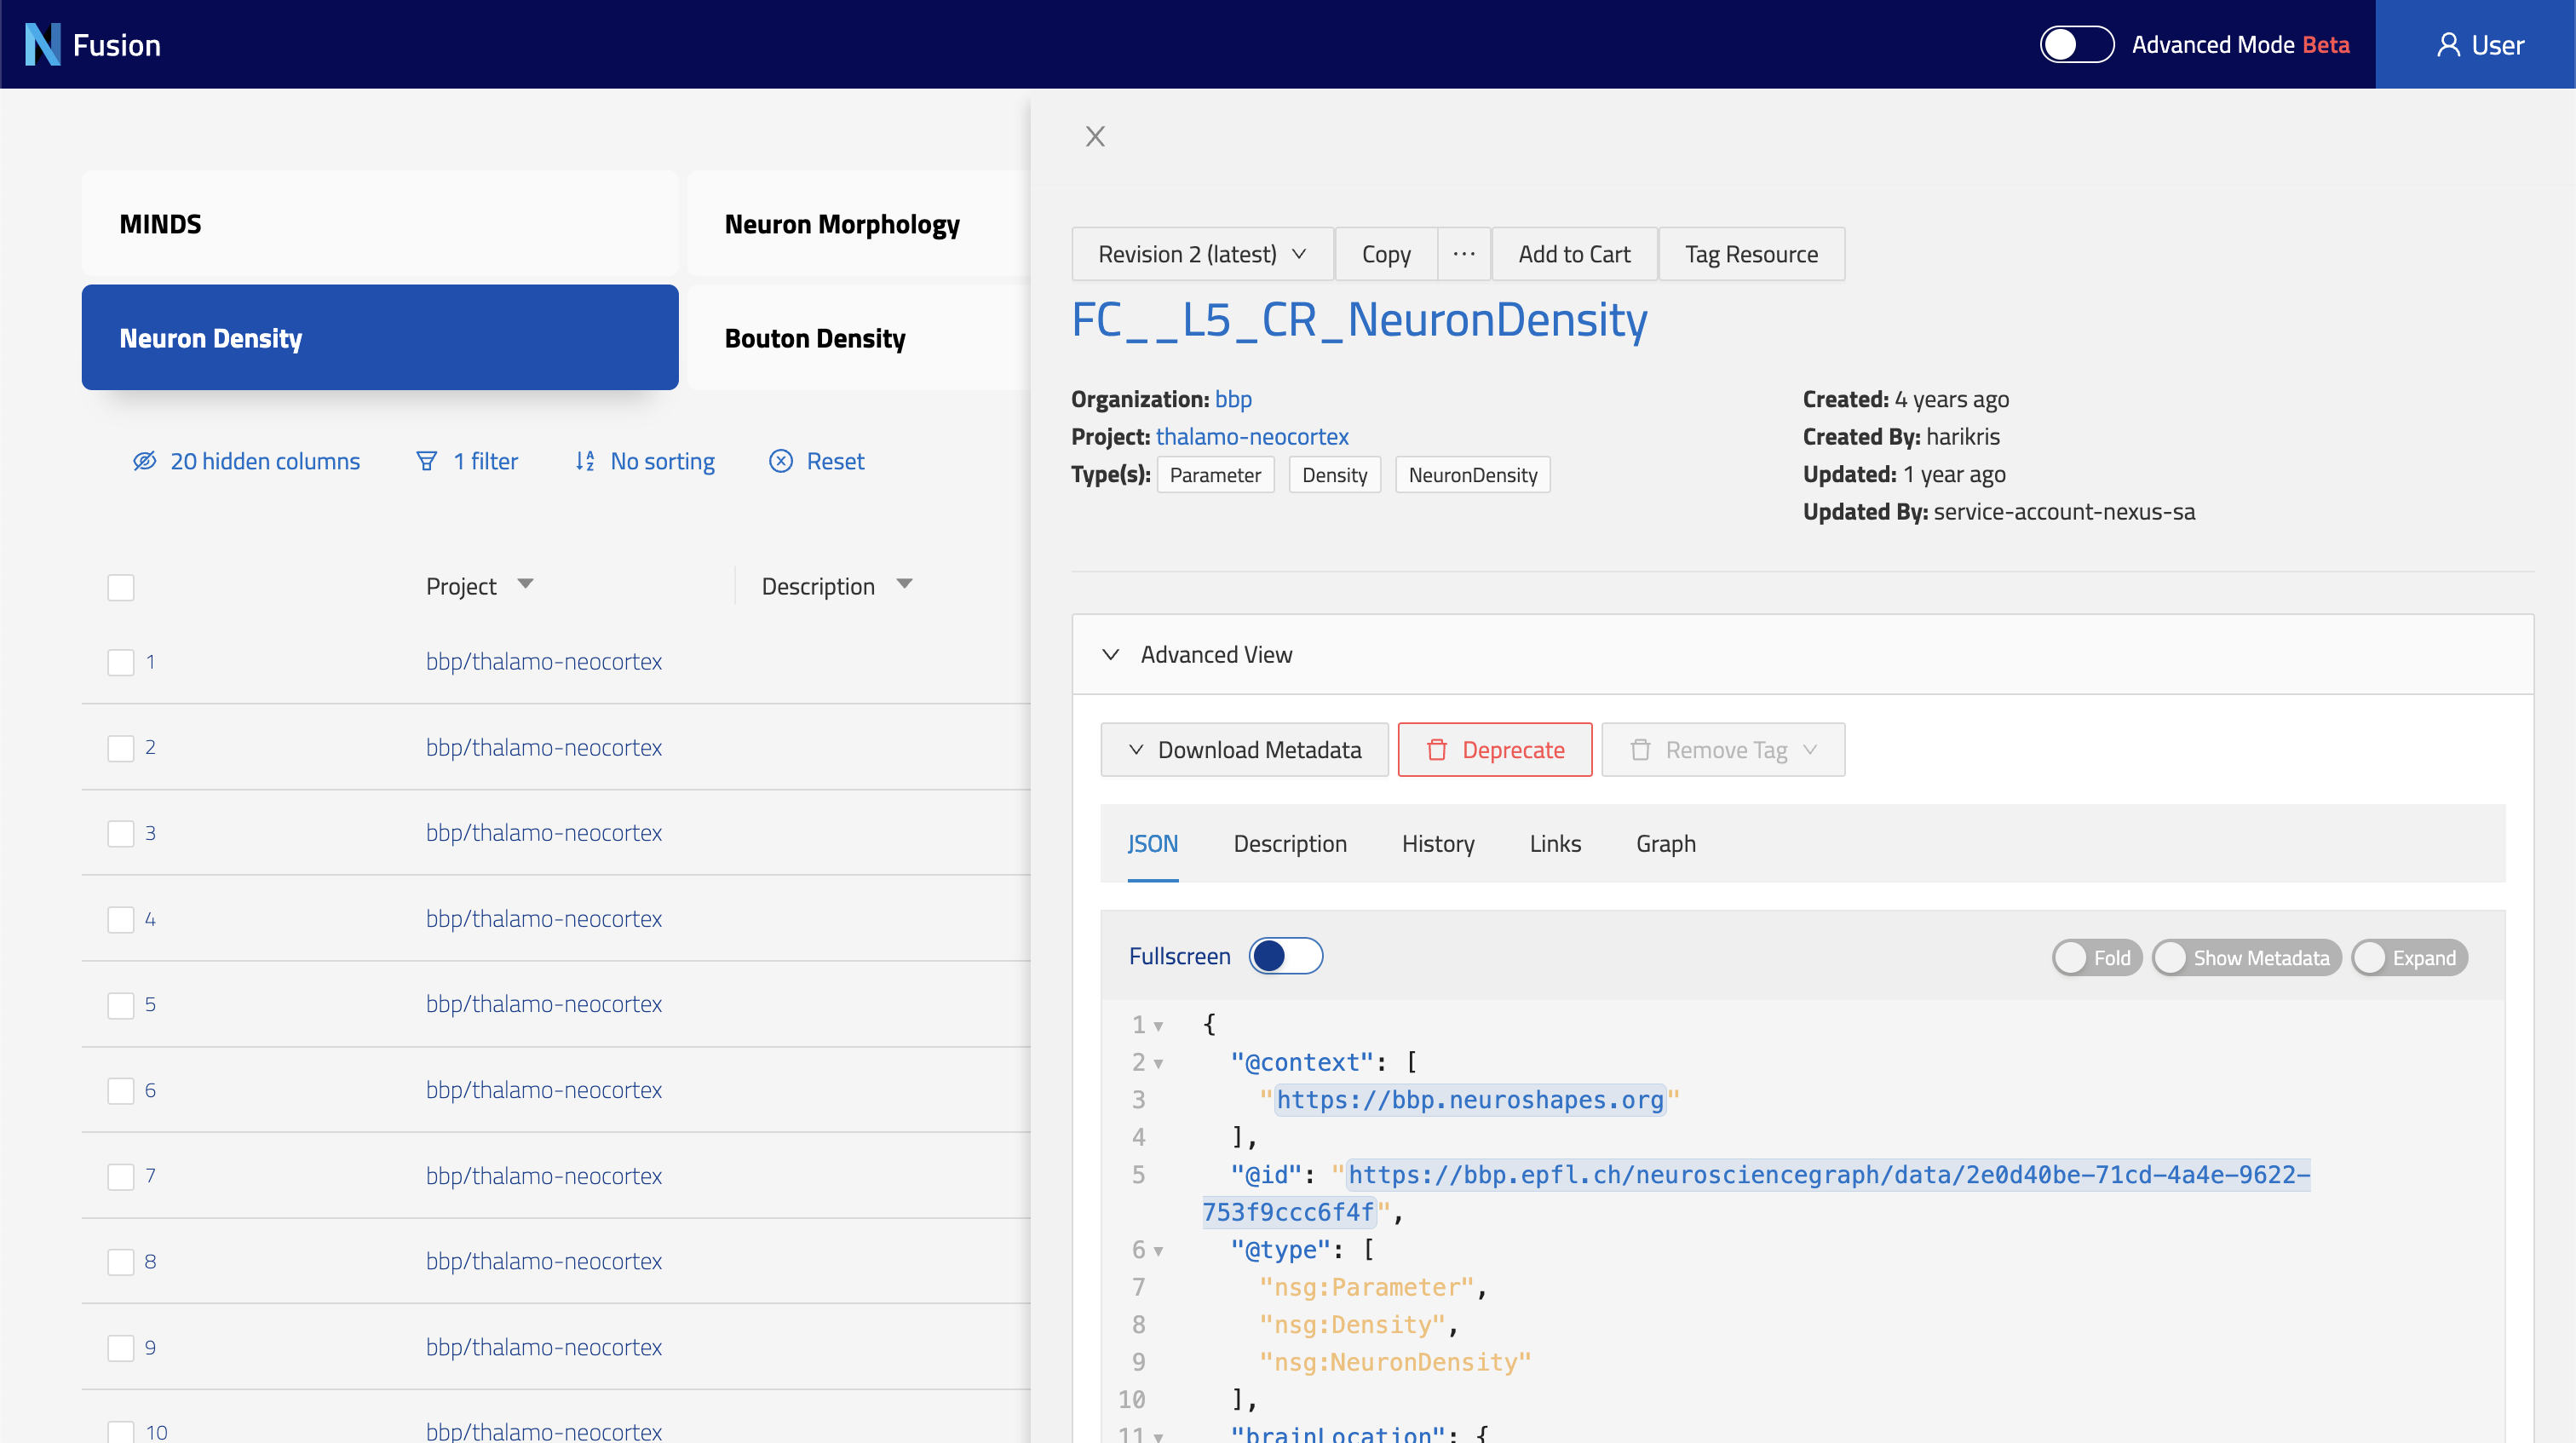 Fusion
Advanced Mode Beta
User
MINDS
Neuron Morphology
Neuron Density
Bouton Density
20 hidden columns
1 filter
No sorting
Reset
Project
Description
1 bbp/thalamo-neocortex
2 bbp/thalamo-neocortex
3 bbp/thalamo-neocortex
4 bbp/thalamo-neocortex
5 bbp/thalamo-neocortex
6 bbp/thalamo-neocortex
7 bbp/thalamo-neocortex
8 bbp/thalamo-neocortex
9 bbp/thalamo-neocortex
10 bbp/thalamo-neocortex
X
Revision 2 (latest)
Copy
...
Add to Cart
Tag Resource
FC__L5_CR_NeuronDensity
Organization: bbp
Project: thalamo-neocortex
Type(s): Parameter Density NeuronDensity
Created: 4 years ago
Created By: harikris
Updated: 1 year ago
Updated By: service-account-nexus-sa
Advanced View
Download Metadata
Deprecate
Remove Tag
JSON
Description
History
Links
Graph
Fullscreen
Fold
Show Metadata
Expand
1 {
2 "@context": [
3 "https://bbp.neuroshapes.org"
4 ],
5 "@id": "https://bbp.epfl.ch/neurosciencegraph/data/2e0d40be-71cd-4a4e-9622-
753f9ccc6f4f",
6 "@type": [
7 "nsg:Parameter",
8 "nsg:Density",
9 "nsg:NeuronDensity"
10 ],
11 "brainLocation": {